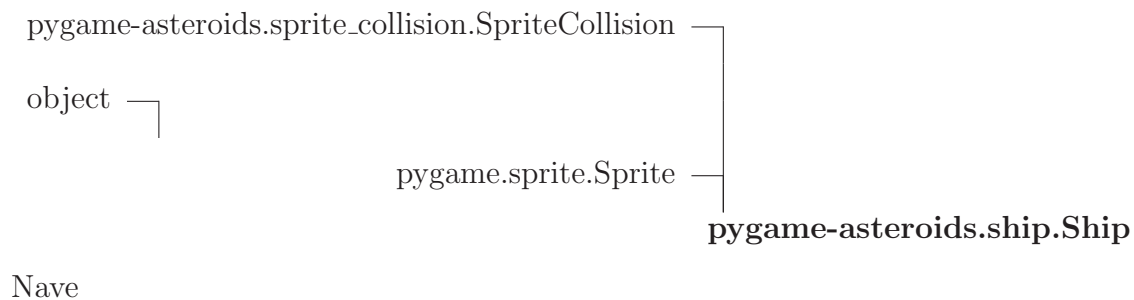 pygame-asteroids.sprite_collision.SpriteCollision
object
pygame.sprite.Sprite
pygame-asteroids.ship.Ship
Nave